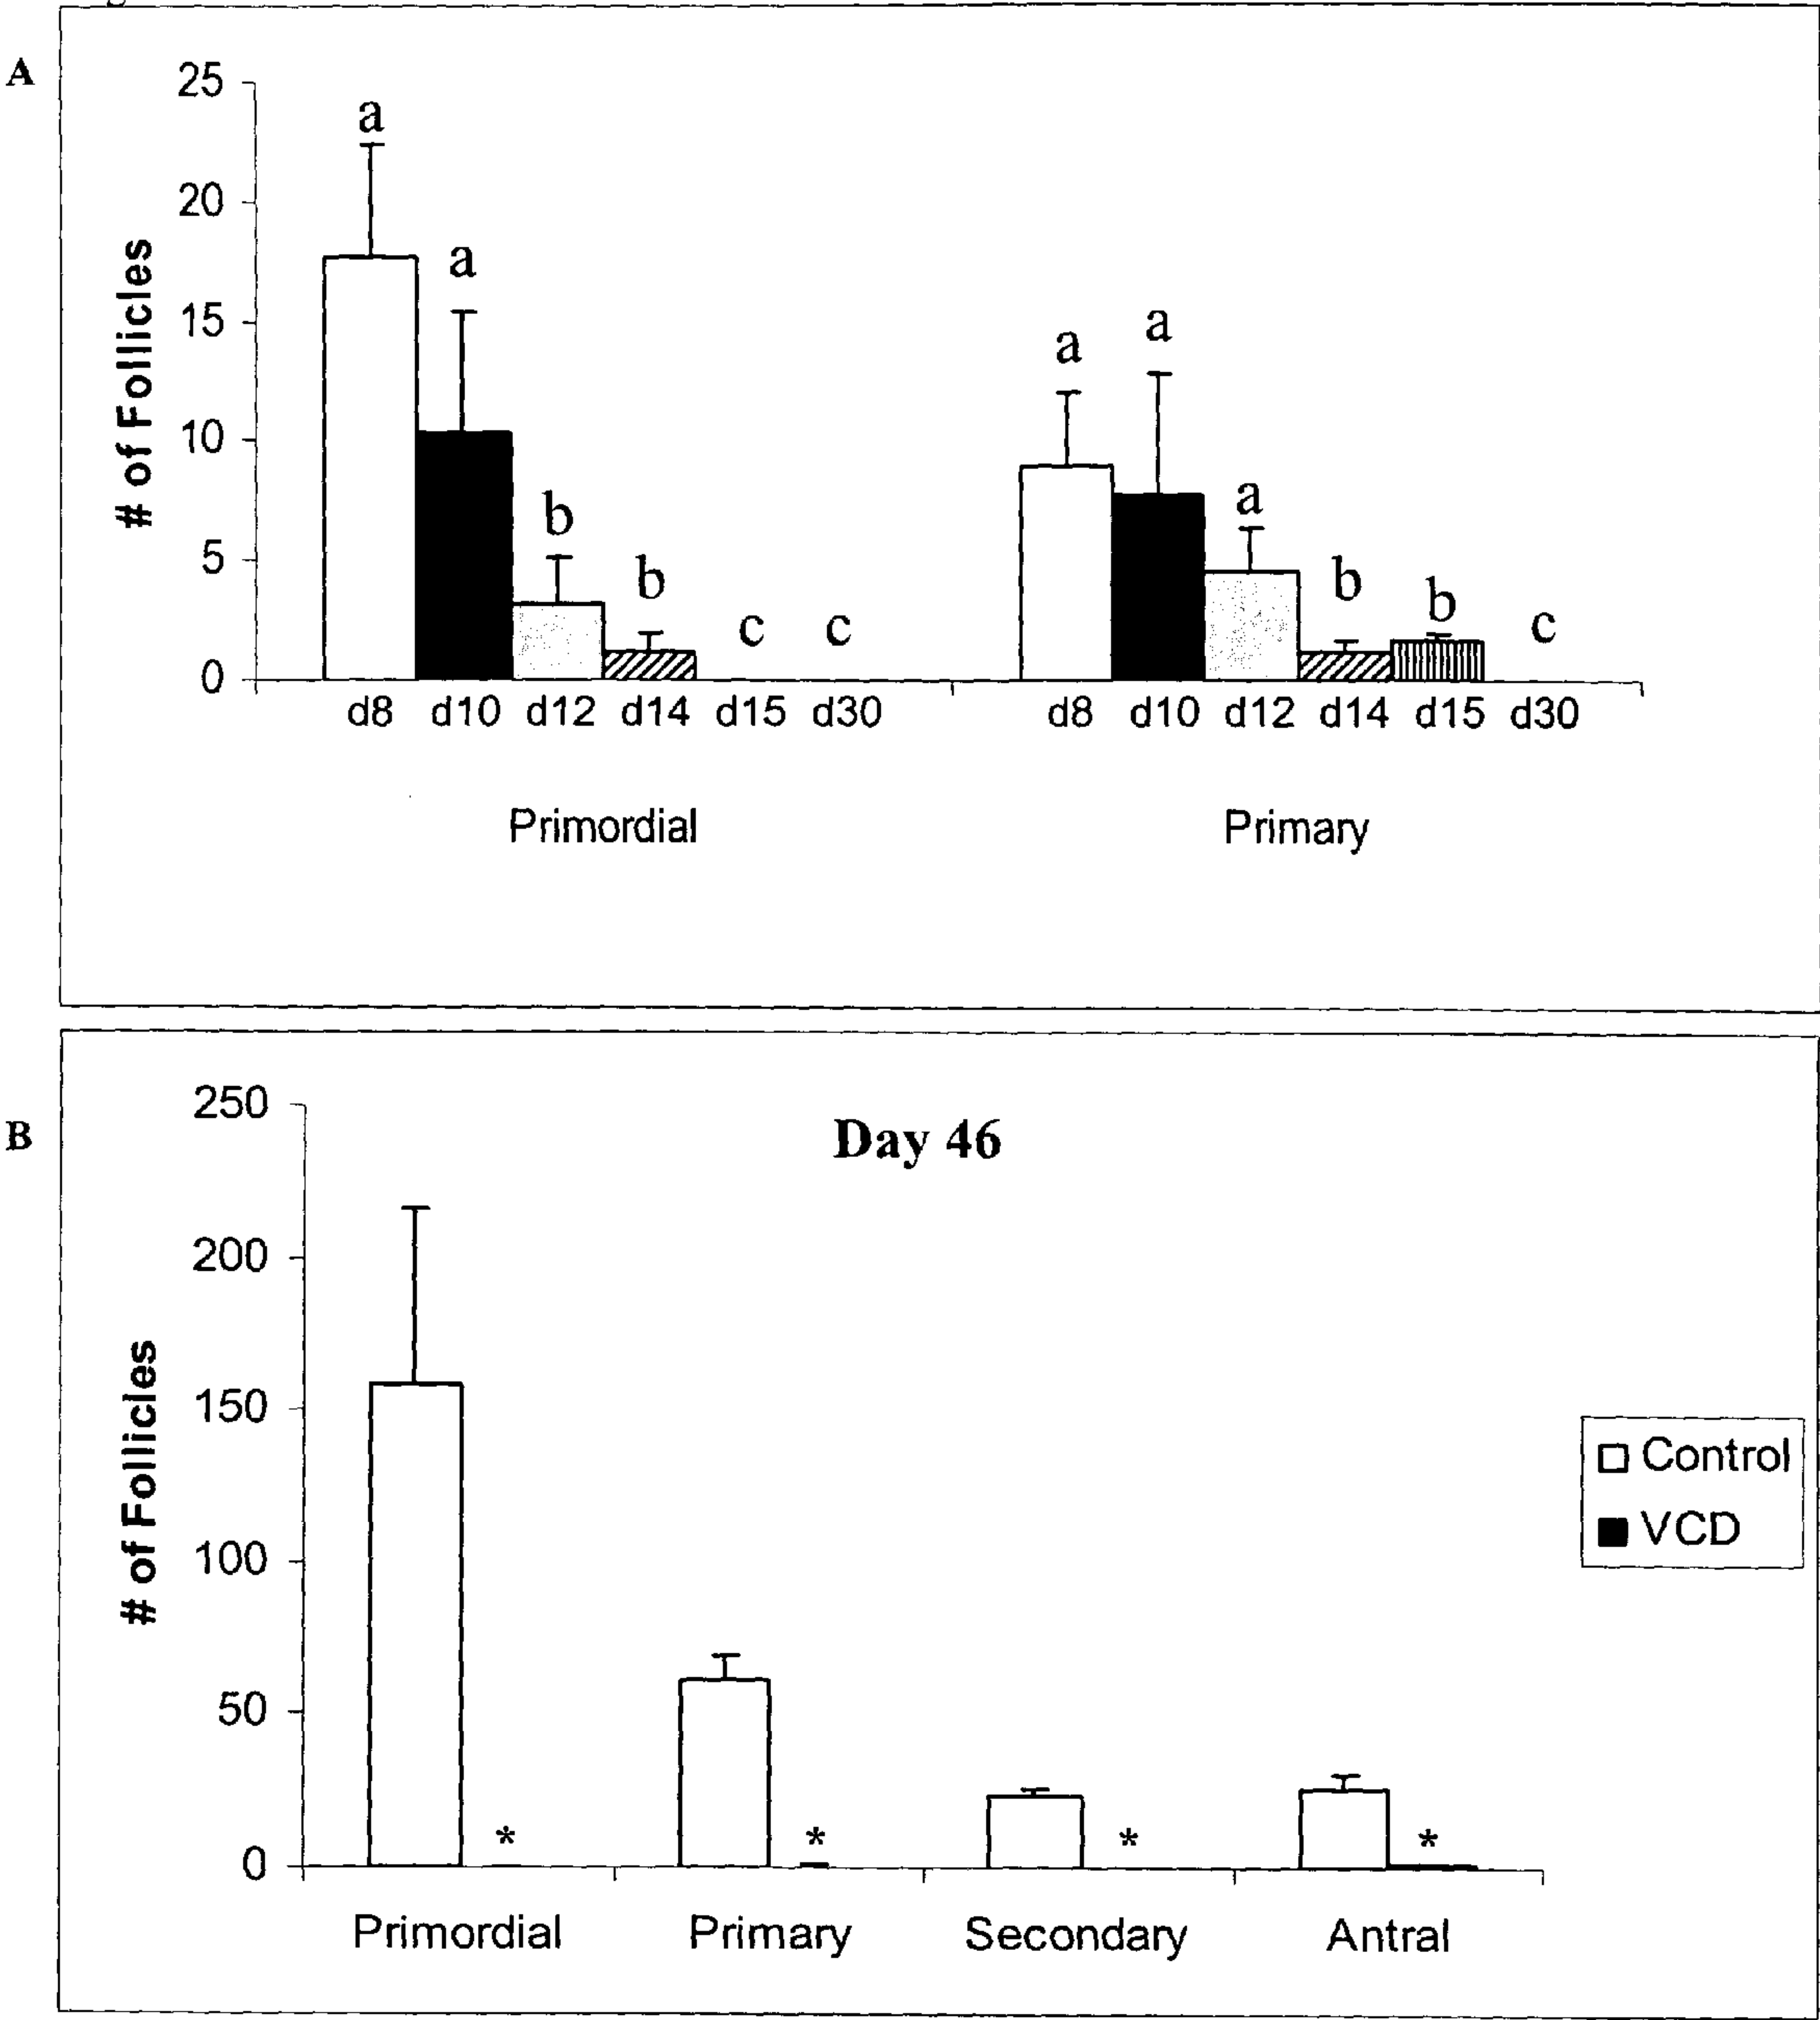 A
25
a
20
a
15
a
a
10
a
b
5
b
b
b
c c
c
0
# of Follicles
d8 d10 d12 d14 d15 d30
d8 d10 d12 d14 d15 d30
Primordial
Primary
B
250
Day 46
200
150
100
50
0
# of Follicles
* * * *
Control
VCD
Primordial Primary Secondary Antral